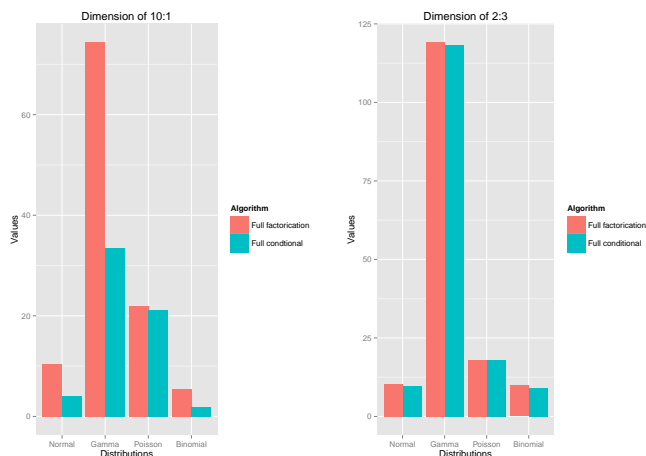 Dimension of 10:1
60
40
20
0
Values
Normal Gamma Poisson Binomial
Distributions
Algorithm
Full factorication
Full condtional
Dimension of 2:3
125
100
75
50
25
0
Values
Normal Gamma Poisson Binomial
Distributions
Algorithm
Full factorication
Full conditional